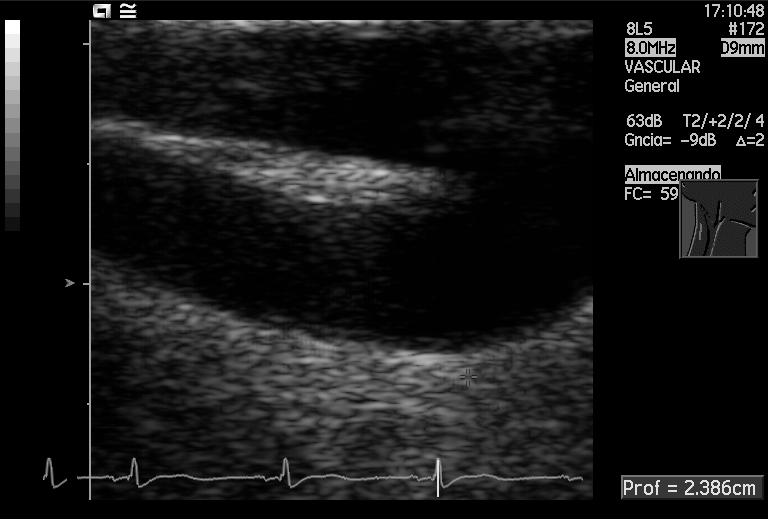 17:10:48
8L5 #172
8.0MHz 09mm
VASCULAR
General
63dB T2/+2/2/ 4
Gncia= -9dB Δ=2
Almacenando
FC= 59
Prof = 2.386cm